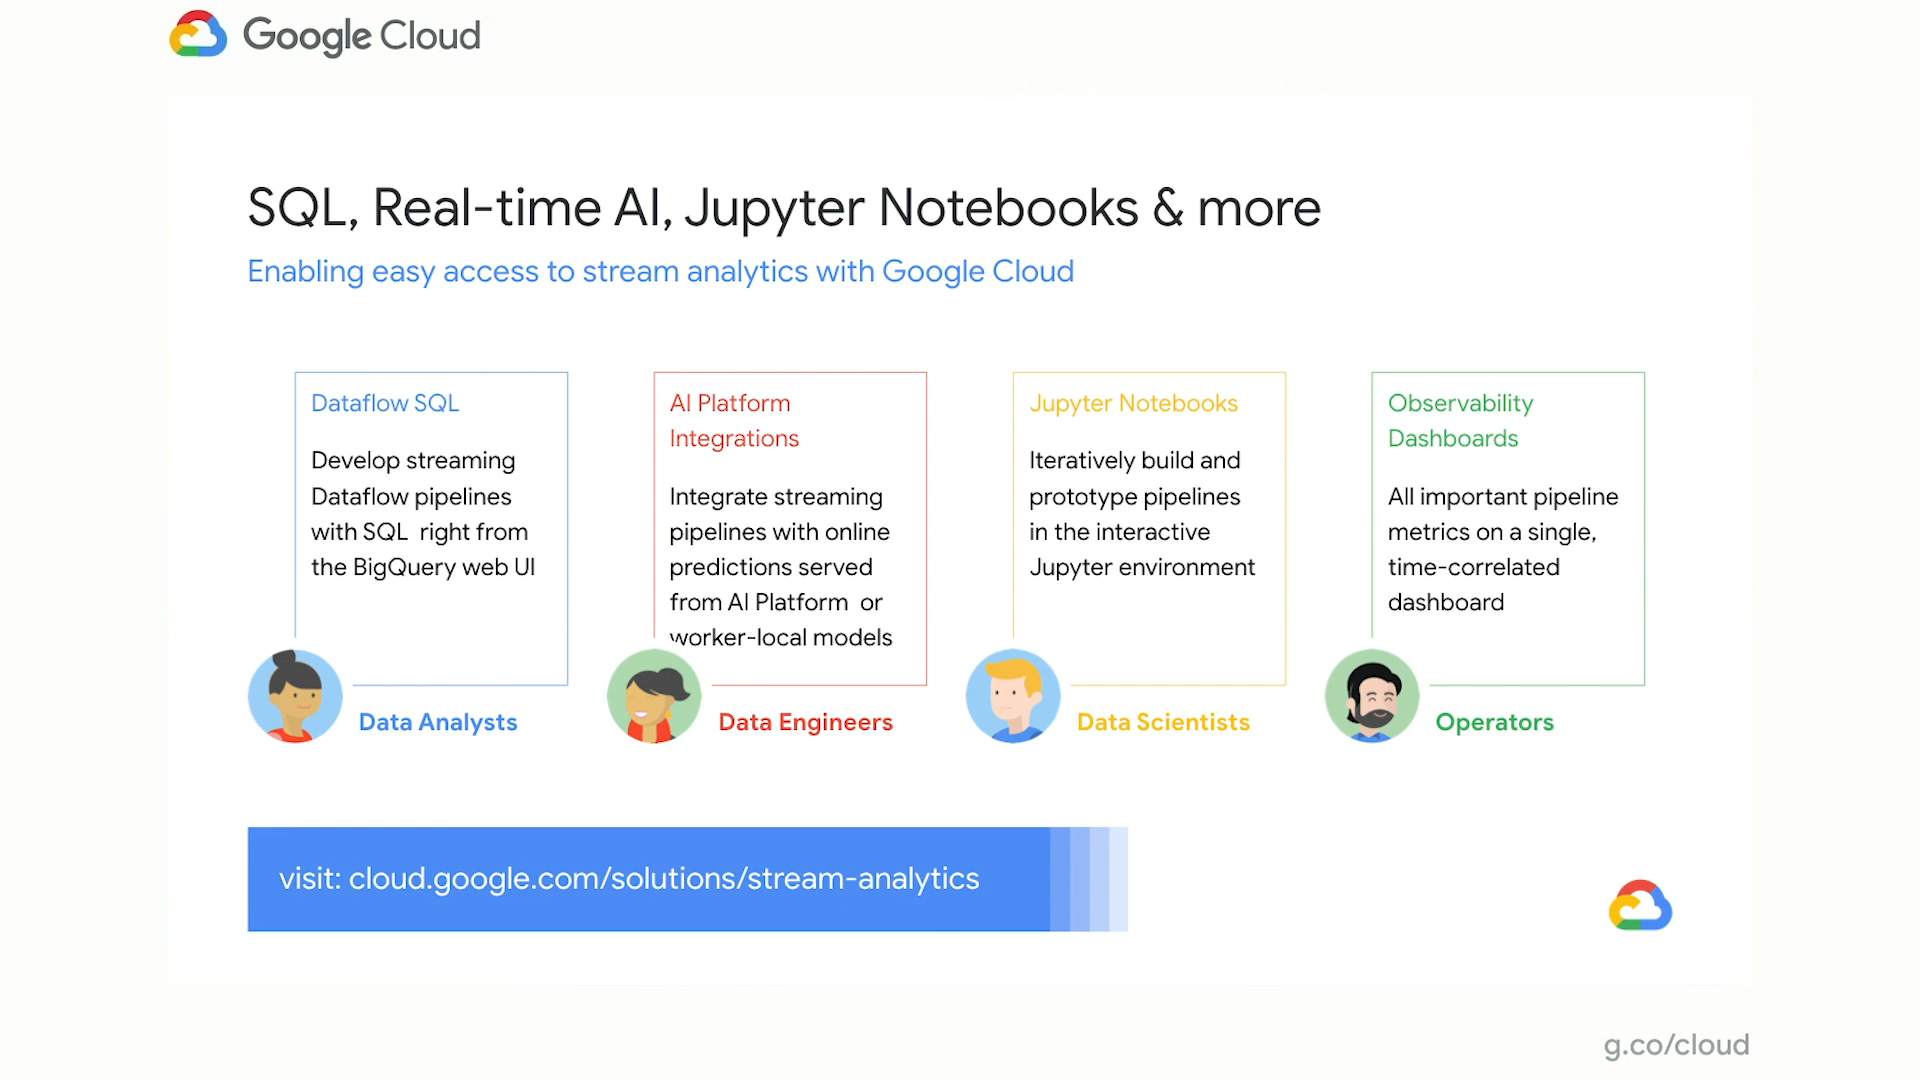 Google Cloud
SQL, Real-time AI, Jupyter Notebooks & more
Enabling easy access to stream analytics with Google Cloud
Dataflow SQL
Develop streaming
Dataflow pipelines
with SQL right from
the BigQuery web UI
Data Analysts
AI Platform
Integrations
Integrate streaming
pipelines with online
predictions served
from AI Platform or
worker-local models
Data Engineers
Jupyter Notebooks
Iteratively build and
prototype pipelines
in the interactive
Jupyter environment
Data Scientists
Observability
Dashboards
All important pipeline
metrics on a single,
time-correlated
dashboard
Operators
visit: cloud.google.com/solutions/stream-analytics
g.co/cloud